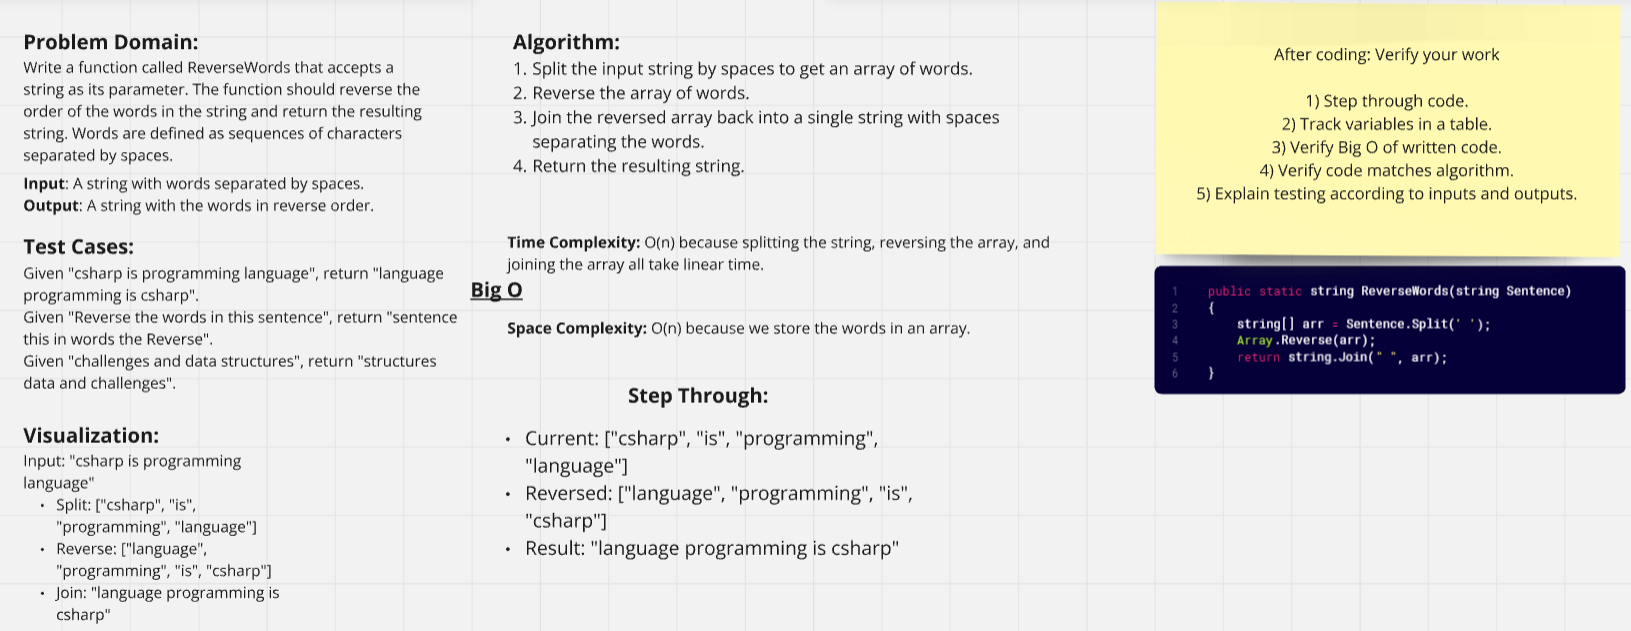 Problem Domain:
Write a function called ReverseWords that accepts a
string as its parameter. The function should reverse the
order of the words in the string and return the resulting
string. Words are defined as sequences of characters
separated by spaces.
Input: A string with words separated by spaces.
Output: A string with the words in reverse order.
Test Cases:
Given "csharp is programming language", return "language
programming is csharp".
Given "Reverse the words in this sentence", return "sentence
this in words the Reverse".
Given "challenges and data structures", return "structures
data and challenges".
Visualization:
Input: "csharp is programming
language"
• Split: ["csharp", "is",
"programming", "language"]
• Reverse: ["language",
"programming", "is", "csharp"]
• Join: "language programming is
csharp"
Algorithm:
1. Split the input string by spaces to get an array of words.
2. Reverse the array of words.
3. Join the reversed array back into a single string with spaces
separating the words.
4. Return the resulting string.
Time Complexity: O(n) because splitting the string, reversing the array, and
joining the array all take linear time.
Big O
Space Complexity: O(n) because we store the words in an array.
Step Through:
• Current: ["csharp", "is", "programming",
"language"]
• Reversed: ["language", "programming", "is",
"csharp"]
• Result: "language programming is csharp"
After coding: Verify your work
1) Step through code.
2) Track variables in a table.
3) Verify Big O of written code.
4) Verify code matches algorithm.
5) Explain testing according to inputs and outputs.
1 public static string ReverseWords(string Sentence)
2 {
3 string[] arr = Sentence.Split(' ');
4 Array.Reverse(arr);
5 return string.Join(" ", arr);
6 }